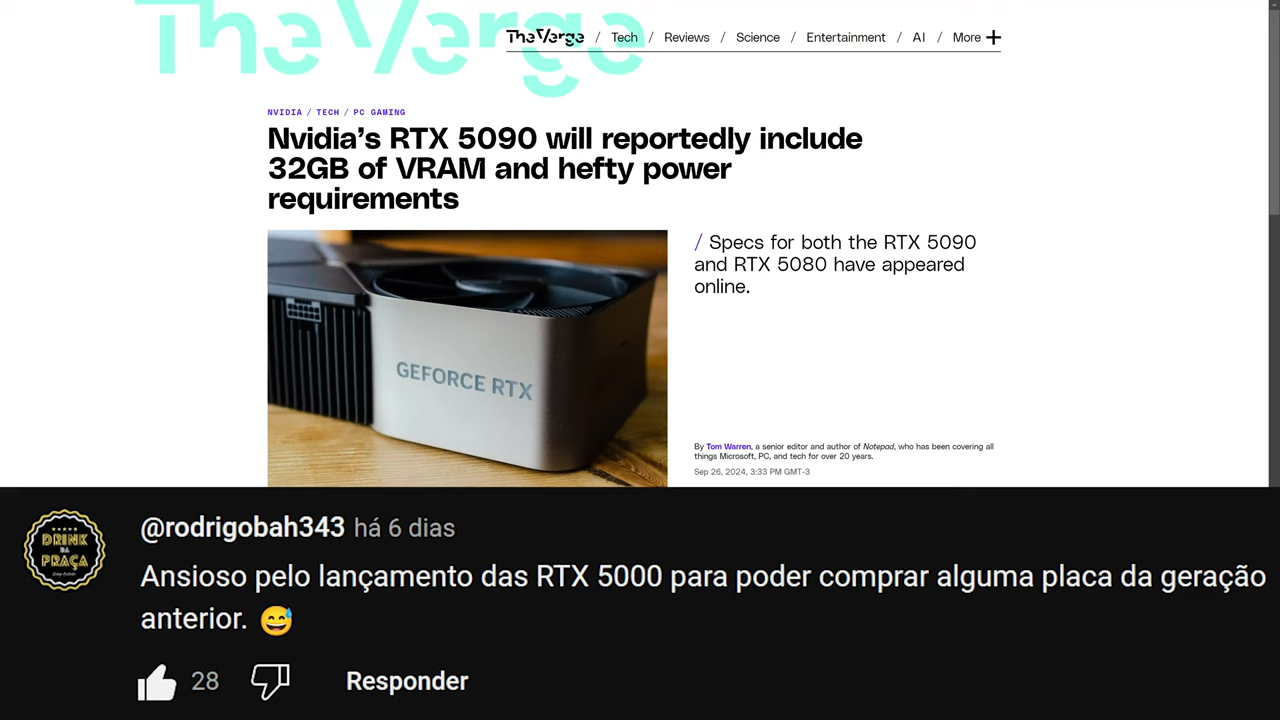 The Verge
The Verge / Tech / Reviews / Science / Entertainment / AI / More +
NVIDIA / TECH / PC GAMING
Nvidia's RTX 5090 will reportedly include
32GB of VRAM and hefty power
requirements
GEFORCE RTX
/ Specs for both the RTX 5090
and RTX 5080 have appeared
online.
By Tom Warren, a senior editor and author of Notepad, who has been covering all
things Microsoft, PC, and tech for over 20 years.
Sep 26, 2024, 3:33 PM GMT-3
DRINK
DA
PRAÇA
@rodrigobah343 há 6 dias
Ansioso pelo lançamento das RTX 5000 para poder comprar alguma placa da geração
anterior. 😅
28 Responder